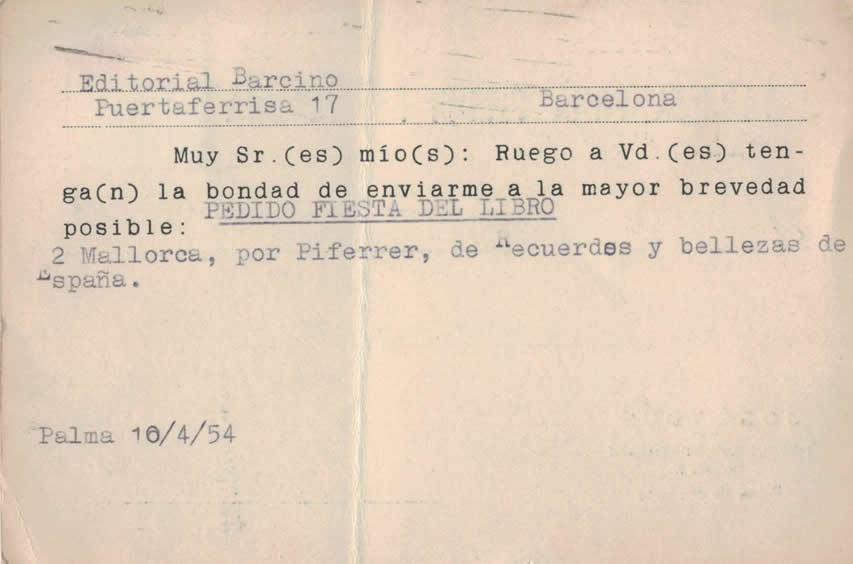 Editorial Barcino
Puertaferrisa 17 Barcelona
Muy Sr.(es) mío(s): Ruego a Vd.(es) ten-
ga(n) la bondad de enviarme a la mayor brevedad
posible: PEDIDO FIESTA DEL LIBRO
2 Mallorca, por Piferrer, de Recuerdos y bellezas de
España.
Palma 10/4/54